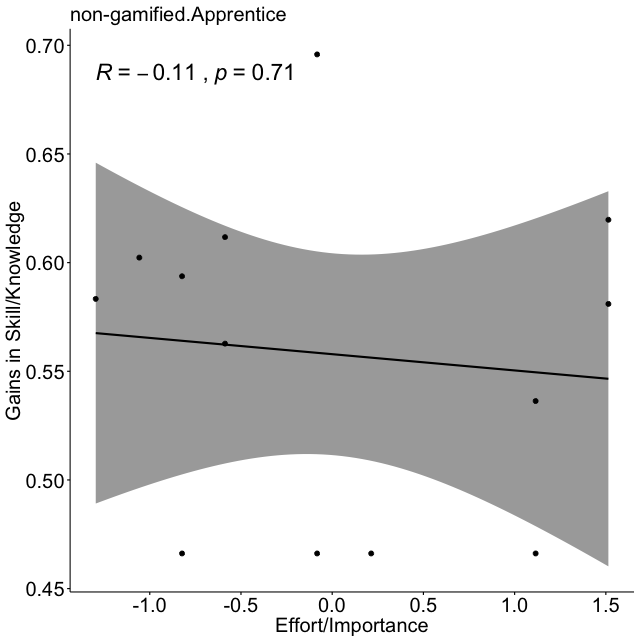 non-gamified.Apprentice
R = −0.11 , p = 0.71
Gains in Skill/Knowledge
0.70
0.65
0.60
0.55
0.50
0.45
-1.0 -0.5 0.0 0.5 1.0 1.5
Effort/Importance